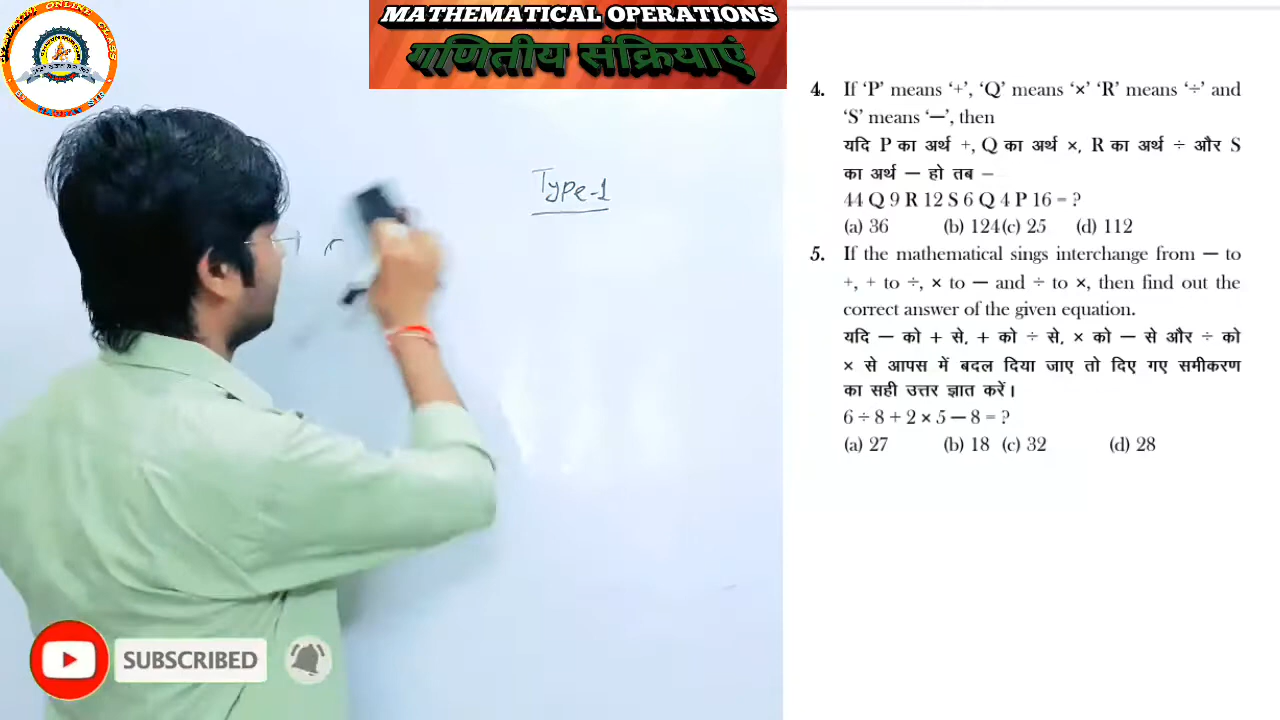 MATHEMATICAL OPERATIONS
गणितीय संक्रियाएं
Type-1
4. If ‘P’ means ‘+’, ‘Q’ means ‘×’ ‘R’ means ‘÷’ and
‘S’ means ‘—’, then
यदि P का अर्थ +, Q का अर्थ ×, R का अर्थ ÷ और S
का अर्थ — हो तब –
44 Q 9 R 12 S 6 Q 4 P 16 = ?
(a) 36 (b) 124 (c) 25 (d) 112
5. If the mathematical sings interchange from — to
+, + to ÷, × to — and ÷ to ×, then find out the
correct answer of the given equation.
यदि — को + से, + को ÷ से, × को — से और ÷ को
× से आपस में बदल दिया जाए तो दिए गए समीकरण
का सही उत्तर ज्ञात करें।
6 ÷ 8 + 2 × 5 — 8 = ?
(a) 27 (b) 18 (c) 32 (d) 28
SUBSCRIBED